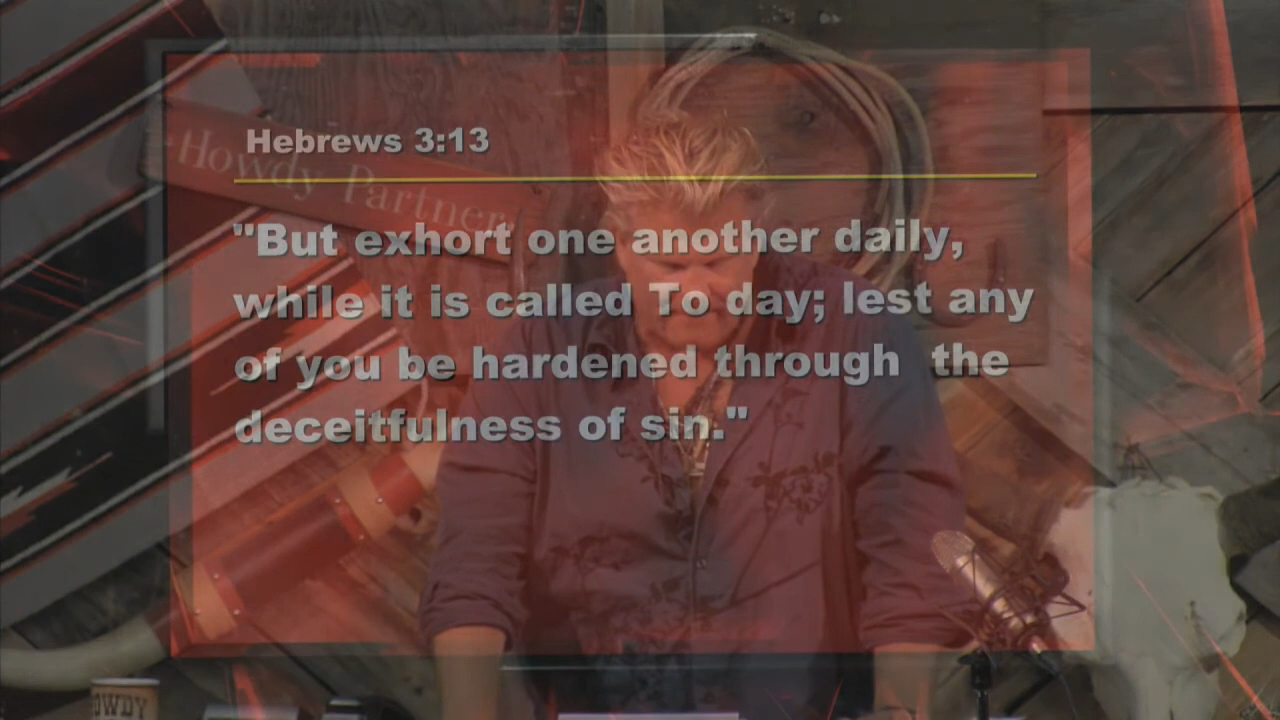 Hebrews 3:13
Howdy Partner
"But exhort one another daily,
while it is called To day; lest any
of you be hardened through the
deceitfulness of sin."
OWDY